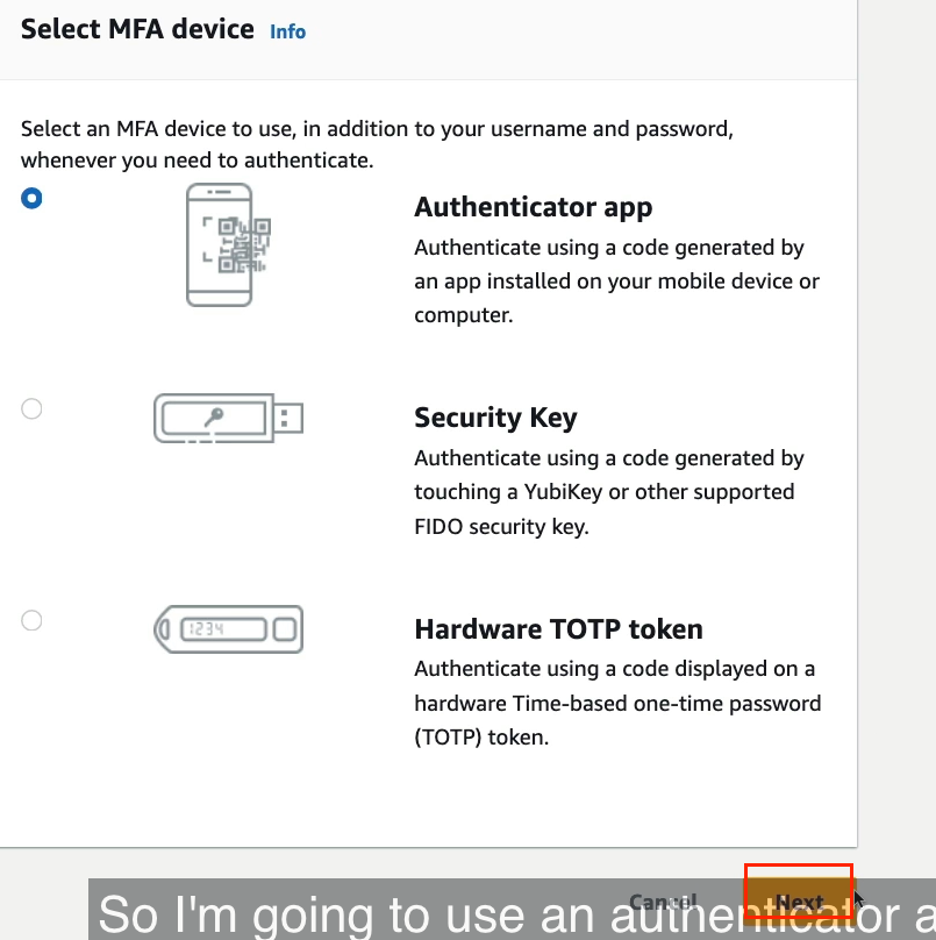 Select MFA device Info
Select an MFA device to use, in addition to your username and password,
whenever you need to authenticate.
Authenticator app
Authenticate using a code generated by
an app installed on your mobile device or
computer.
Security Key
Authenticate using a code generated by
touching a YubiKey or other supported
FIDO security key.
1234
Hardware TOTP token
Authenticate using a code displayed on a
hardware Time-based one-time password
(TOTP) token.
Cancel Next
So I'm going to use an authenticator a